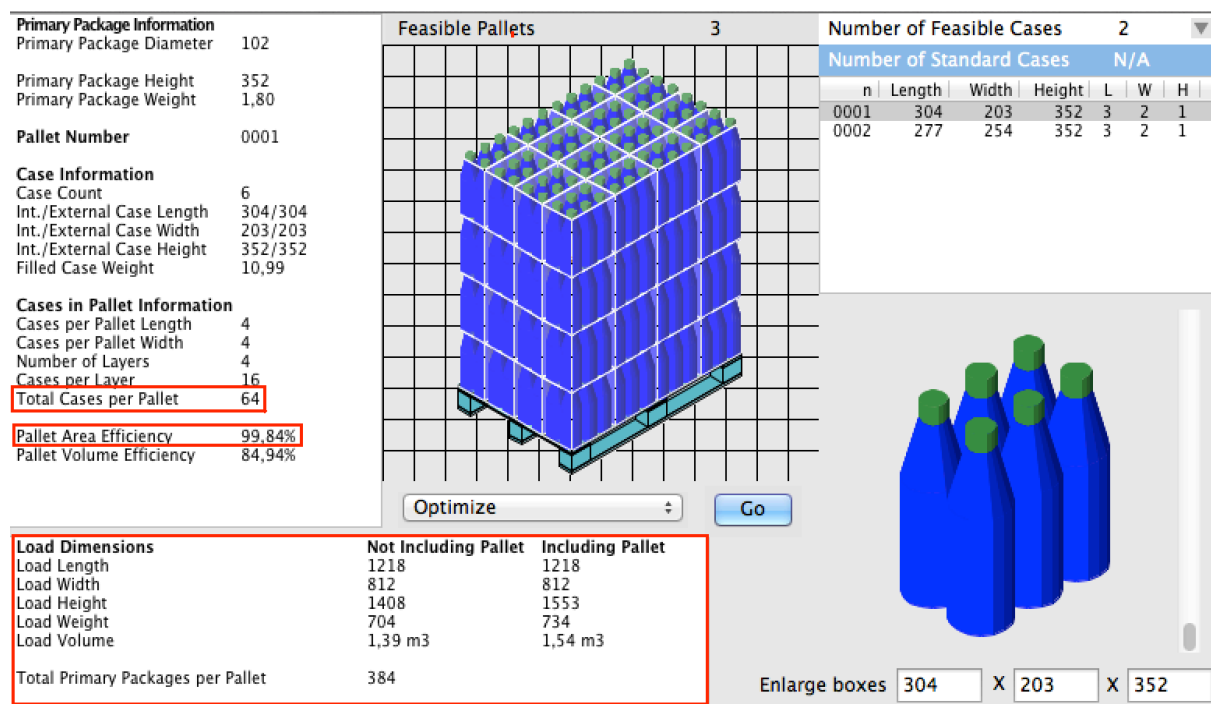 Primary Package Information
Primary Package Diameter 102
Primary Package Height 352
Primary Package Weight 1,80
Pallet Number 0001
Case Information
Case Count 6
Int./External Case Length 304/304
Int./External Case Width 203/203
Int./External Case Height 352/352
Filled Case Weight 10,99
Cases in Pallet Information
Cases per Pallet Length 4
Cases per Pallet Width 4
Number of Layers 4
Cases per Layer 16
Total Cases per Pallet 64
Pallet Area Efficiency 99,84%
Pallet Volume Efficiency 84,94%
Feasible Pallets 3
Optimize Go
Number of Feasible Cases 2
Number of Standard Cases N/A
n Length Width Height L W H
0001 304 203 352 3 2 1
0002 277 254 352 3 2 1
Load Dimensions Not Including Pallet Including Pallet
Load Length 1218 1218
Load Width 812 812
Load Height 1408 1553
Load Weight 704 734
Load Volume 1,39 m3 1,54 m3
Total Primary Packages per Pallet 384
Enlarge boxes 304 X 203 X 352